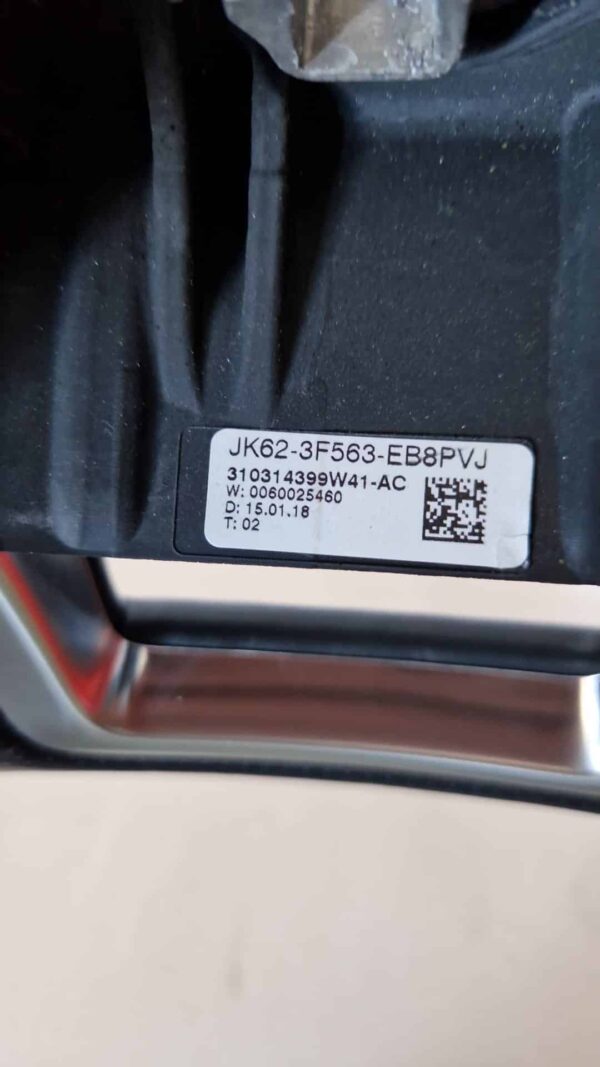 JK62-3F563-EB8PVJ
310314399W41-AC
W: 0060025460
D: 15.01.18
T: 02